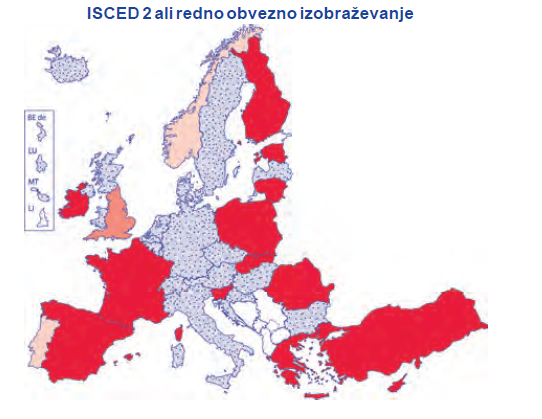 ISCED 2 ali redno obvezno izobraževanje
BE de
LU
MT
LI